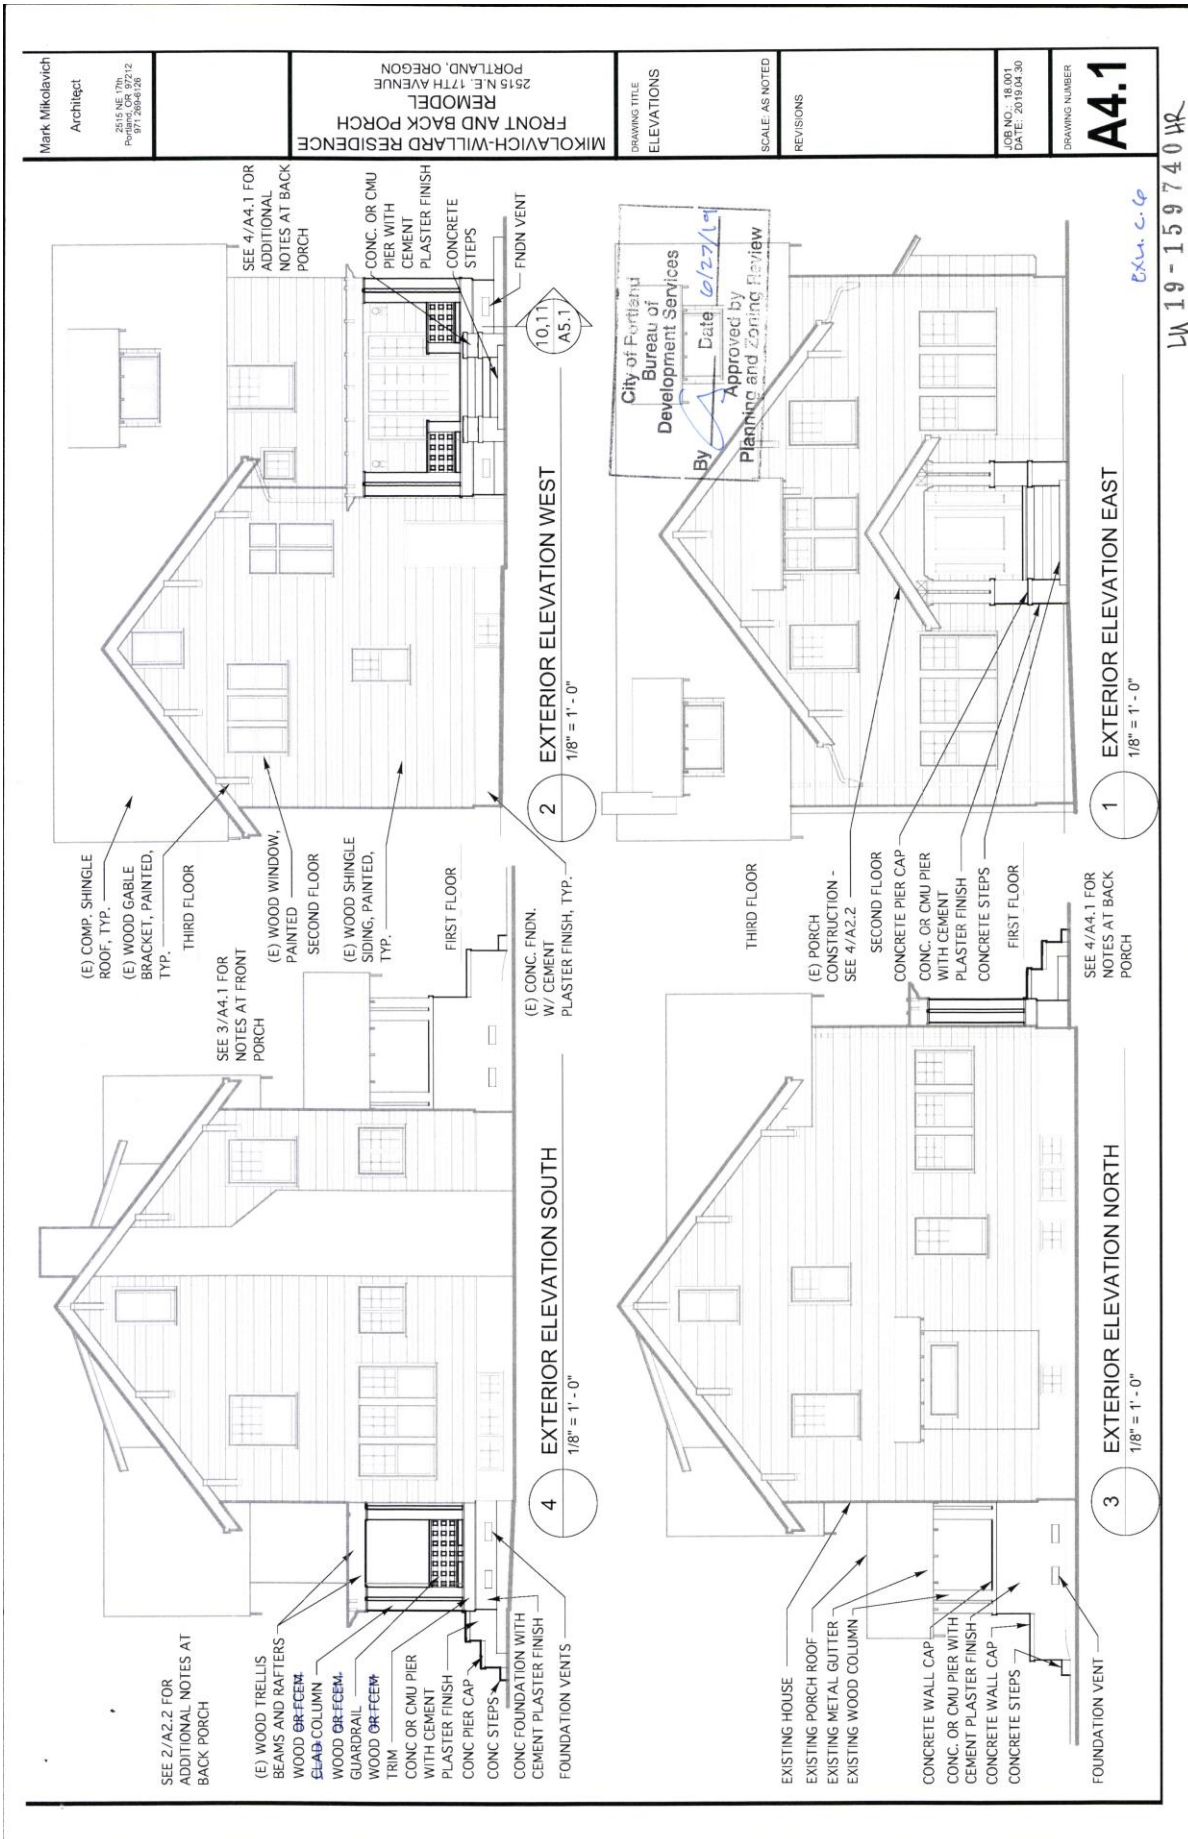 SEE 2/A2.2 FOR
ADDITIONAL NOTES AT
BACK PORCH
(E) WOOD TRELLIS
BEAMS AND RAFTERS
WOOD OR FCEM
CLAD COLUMN
WOOD OR FCEM
GUARDRAIL
WOOD OR FCEM
TRIM
CONC OR CMU PIER
WITH CEMENT
PLASTER FINISH
CONC PIER CAP
CONC STEPS
CONC FOUNDATION WITH
CEMENT PLASTER FINISH
FOUNDATION VENTS
SEE 3/A4.1 FOR
NOTES AT FRONT
PORCH
4
EXTERIOR ELEVATION SOUTH
1/8" = 1' - 0"
(E) COMP. SHINGLE
ROOF, TYP.
(E) WOOD GABLE
BRACKET, PAINTED,
TYP.
THIRD FLOOR
(E) WOOD WINDOW,
PAINTED
SECOND FLOOR
(E) WOOD SHINGLE
SIDING, PAINTED,
TYP.
FIRST FLOOR
(E) CONC. FNDN.
W/ CEMENT
PLASTER FINISH, TYP.
SEE 4/A4.1 FOR
ADDITIONAL
NOTES AT BACK
PORCH
CONC. OR CMU
PIER WITH
CEMENT
PLASTER FINISH
CONCRETE
STEPS
FNDN VENT
10,11
A5.1
2
EXTERIOR ELEVATION WEST
1/8" = 1' - 0"
EXISTING HOUSE
EXISTING PORCH ROOF
EXISTING METAL GUTTER
EXISTING WOOD COLUMN
CONCRETE WALL CAP
CONC. OR CMU PIER WITH
CEMENT PLASTER FINISH
CONCRETE WALL CAP
CONCRETE STEPS
FOUNDATION VENT
3
EXTERIOR ELEVATION NORTH
1/8" = 1' - 0"
THIRD FLOOR
(E) PORCH
CONSTRUCTION -
SEE 4/A2.2
SECOND FLOOR
CONCRETE PIER CAP
CONC. OR CMU PIER
WITH CEMENT
PLASTER FINISH
CONCRETE STEPS
FIRST FLOOR
SEE 4/A4.1 FOR
NOTES AT BACK
PORCH
1
EXTERIOR ELEVATION EAST
1/8" = 1' - 0"
City of Portland
Bureau of
Development Services
By Date 6/27/19
Approved by
Planning and Zoning Review
Mark Mikolavich
Architect
2515 NE 17th
Portland, OR 97212
971 269-6126
MIKOLAVICH-WILLARD RESIDENCE
FRONT AND BACK PORCH
REMODEL
2515 N.E. 17TH AVENUE
PORTLAND, OREGON
DRAWING TITLE
ELEVATIONS
SCALE: AS NOTED
REVISIONS
JOB NO.: 18.001
DATE: 2019.04.30
DRAWING NUMBER
A4.1
Exh. C.6
LU 19-159740 HR